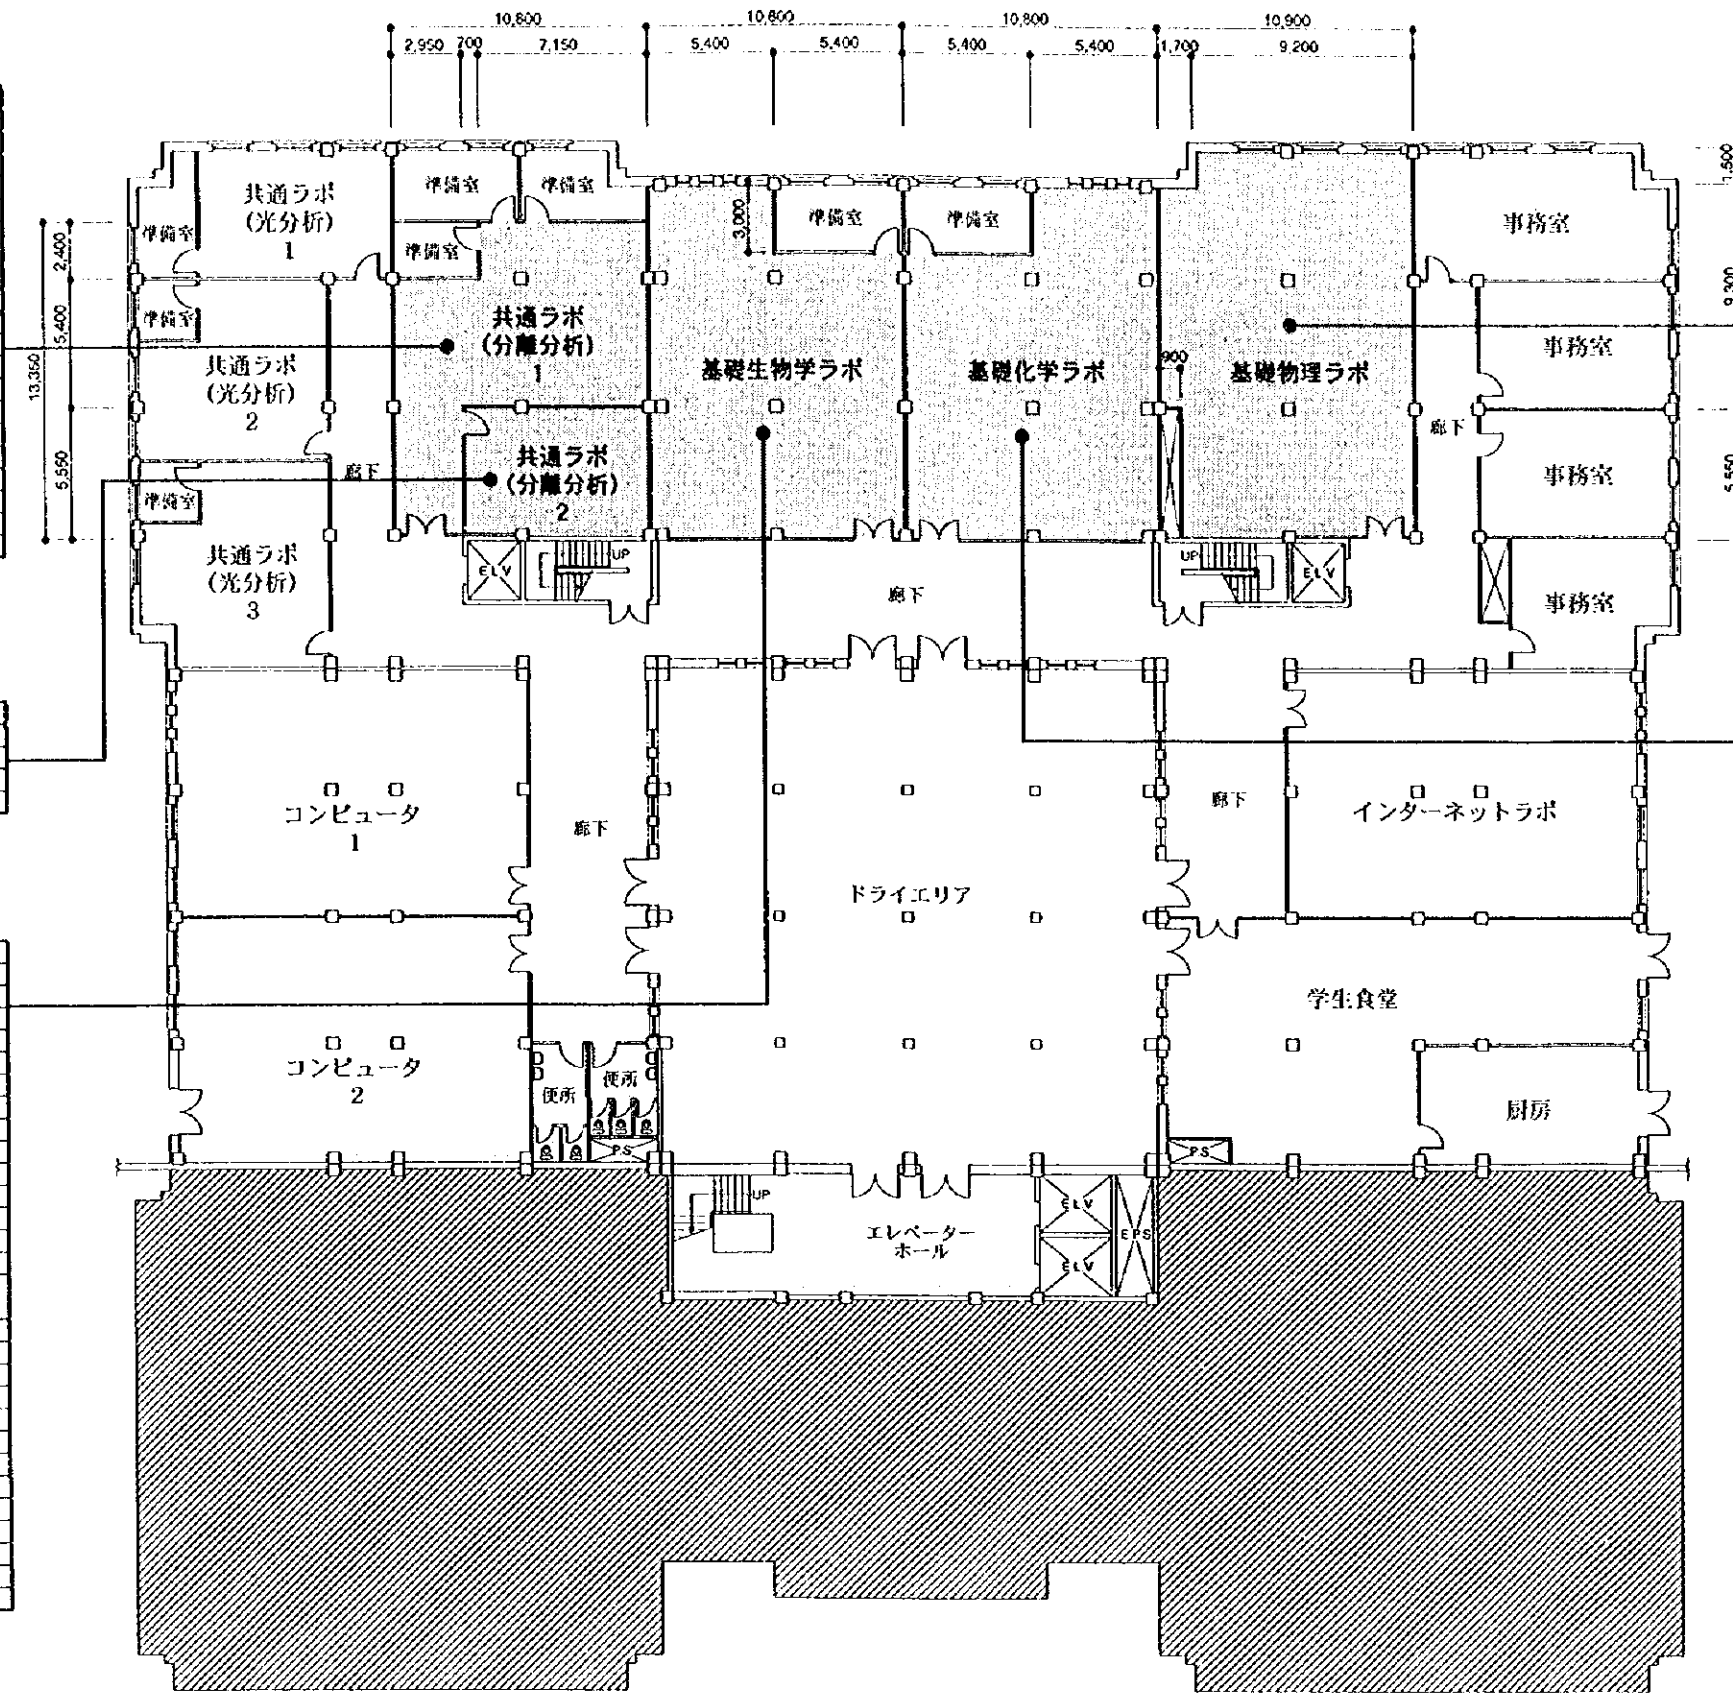 10,800
10,800
10,800
10,900
2,950
700
7,150
5,400
5,400
5,400
5,400
1,700
9,200
1,500
2,400
5,400
13,350
5,550
9,300
5,550
3,000
900
共通ラボ
(光分析)
1
準備室
準備室
準備室
準備室
準備室
準備室
事務室
準備室
共通ラボ
(光分析)
2
共通ラボ
(分離分析)
1
基礎生物学ラボ
基礎化学ラボ
基礎物理ラボ
事務室
廊下
準備室
廊下
共通ラボ
(分離分析)
2
事務室
共通ラボ
(光分析)
3
ELV
UP
廊下
UP
ELV
事務室
コンピュータ
1
廊下
ドライエリア
廊下
インターネットラボ
コンピュータ
2
便所
便所
PS
学生食堂
厨房
PS
UP
エレベーター
ホール
ELV
ELV
EPS